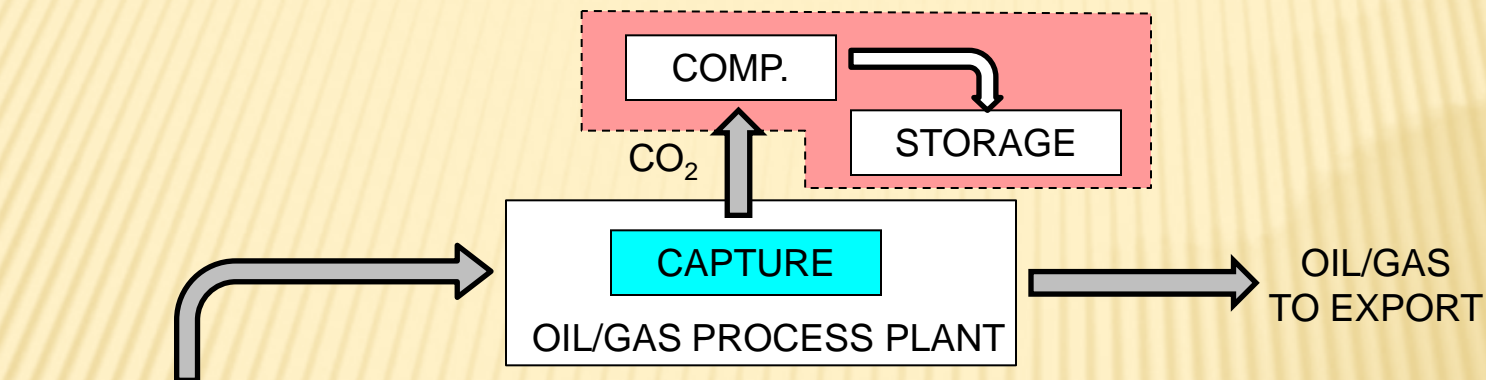 COMP.
STORAGE
CO₂
CAPTURE
OIL/GAS PROCESS PLANT
OIL/GAS
TO EXPORT